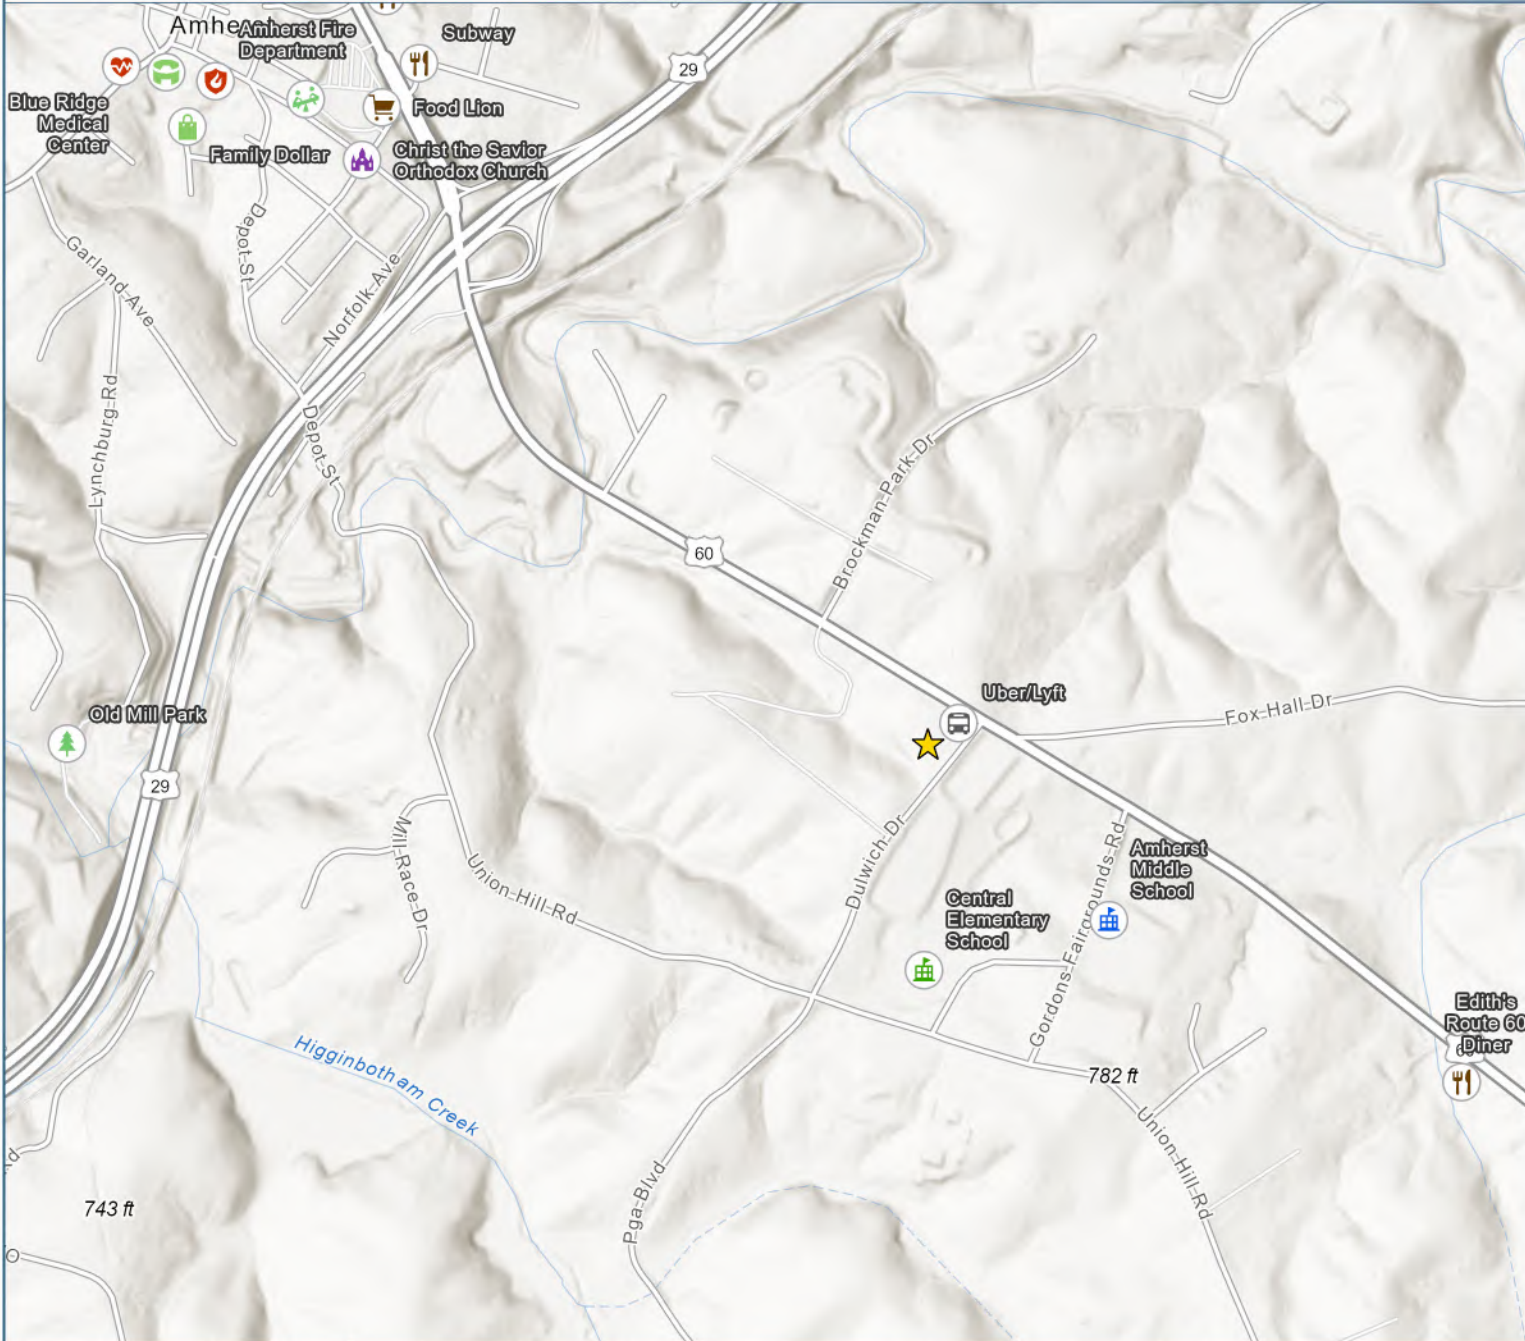 Amhe
Amherst Fire
Department
Subway
29
Blue Ridge
Medical
Center
Food Lion
Family Dollar
Christ the Savior
Orthodox Church
Depot St
Garland Ave
Norfolk Ave
Lynchburg Rd
Depot St
Brockman Park Dr
60
Uber/Lyft
Fox Hall Dr
Old Mill Park
29
Mill Race Dr
Dulwich Dr
Union Hill Rd
Gordons Fairgrounds Rd
Amherst
Middle
School
Central
Elementary
School
Edith's
Route 60
Diner
Higginbotham Creek
782 ft
Union Hill Rd
Pga Blvd
743 ft